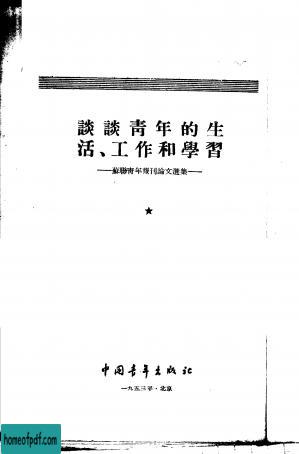 談談青年的生
活、工作和學習
——蘇聯青年報刊論文選集——
★
中国青年出版社
一九五三年·北京
homeofpdf.com